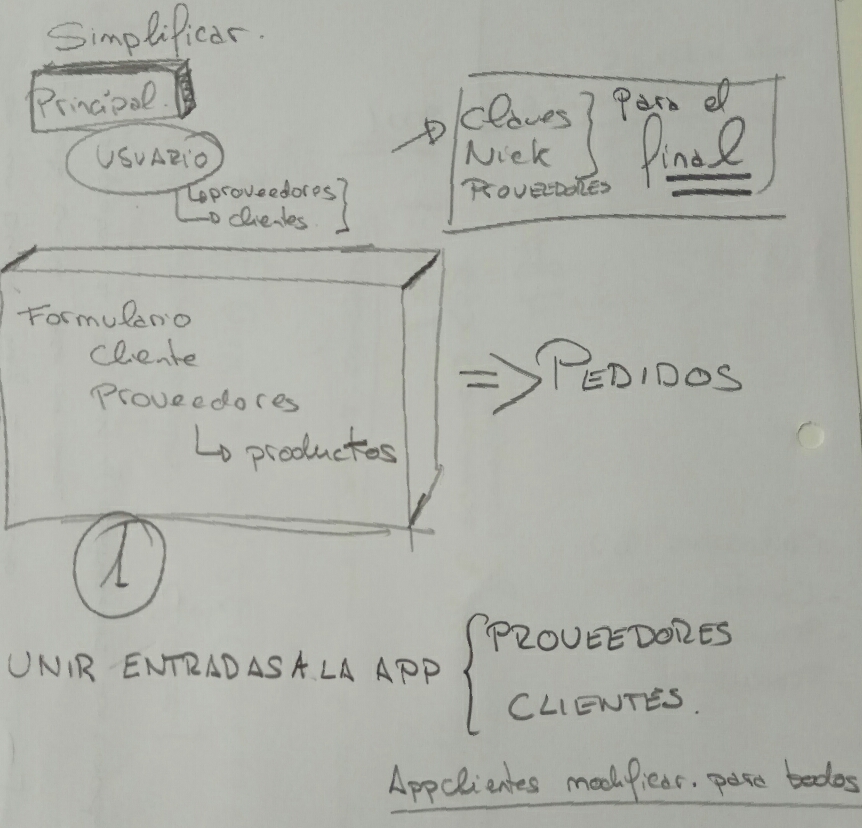 Simplificar.
Principal.
USUARIO
↳ proveedores
↳ clientes.
→ Claves
Nick
PROVEEDORES
Para el
final
Formulario
Cliente
Proveedores
↳ productos
⇒ PEDIDOS
1
UNIR ENTRADAS A LA APP
PROVEEDORES
CLIENTES.
Appclientes modificar. para todos